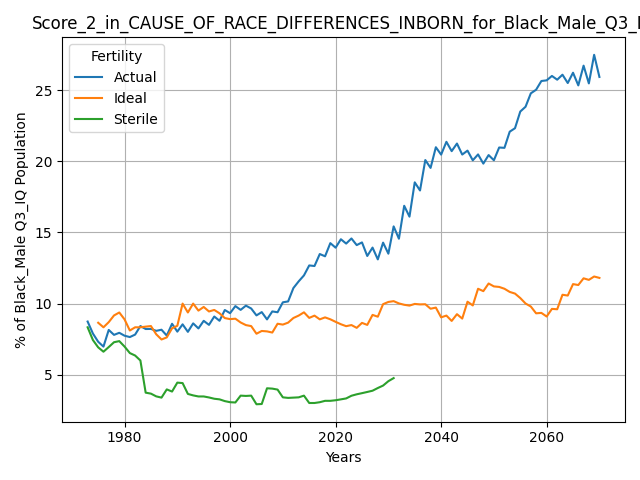 Score_2_in_CAUSE_OF_RACE_DIFFERENCES_INBORN_for_Black_Male_Q3_I
Fertility
Actual
Ideal
Sterile
% of Black_Male Q3_IQ Population
25
20
15
10
5
1980 2000 2020 2040 2060
Years